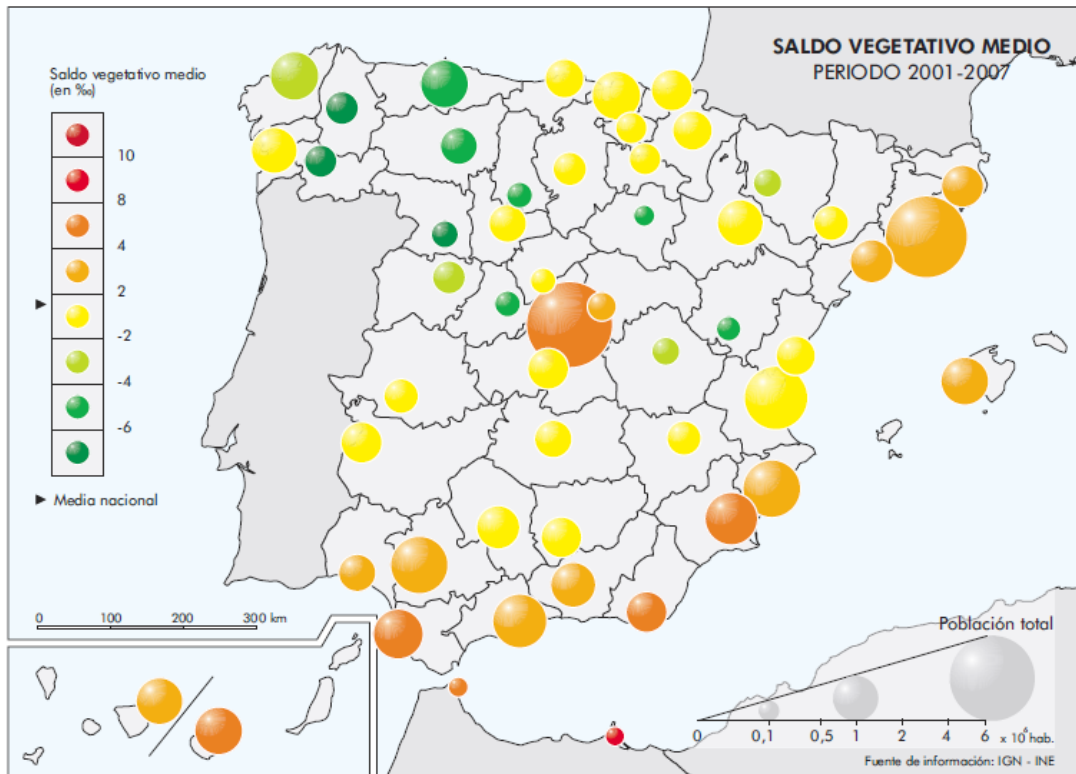 SALDO VEGETATIVO MEDIO
PERIODO 2001-2007
Saldo vegetativo medio
(en ‰)
10
8
4
2
-2
-4
-6
► Media nacional
0 100 200 300 km
Población total
0 0,1 0,5 1 2 4 6 x 10⁶ hab.
Fuente de información: IGN - INE